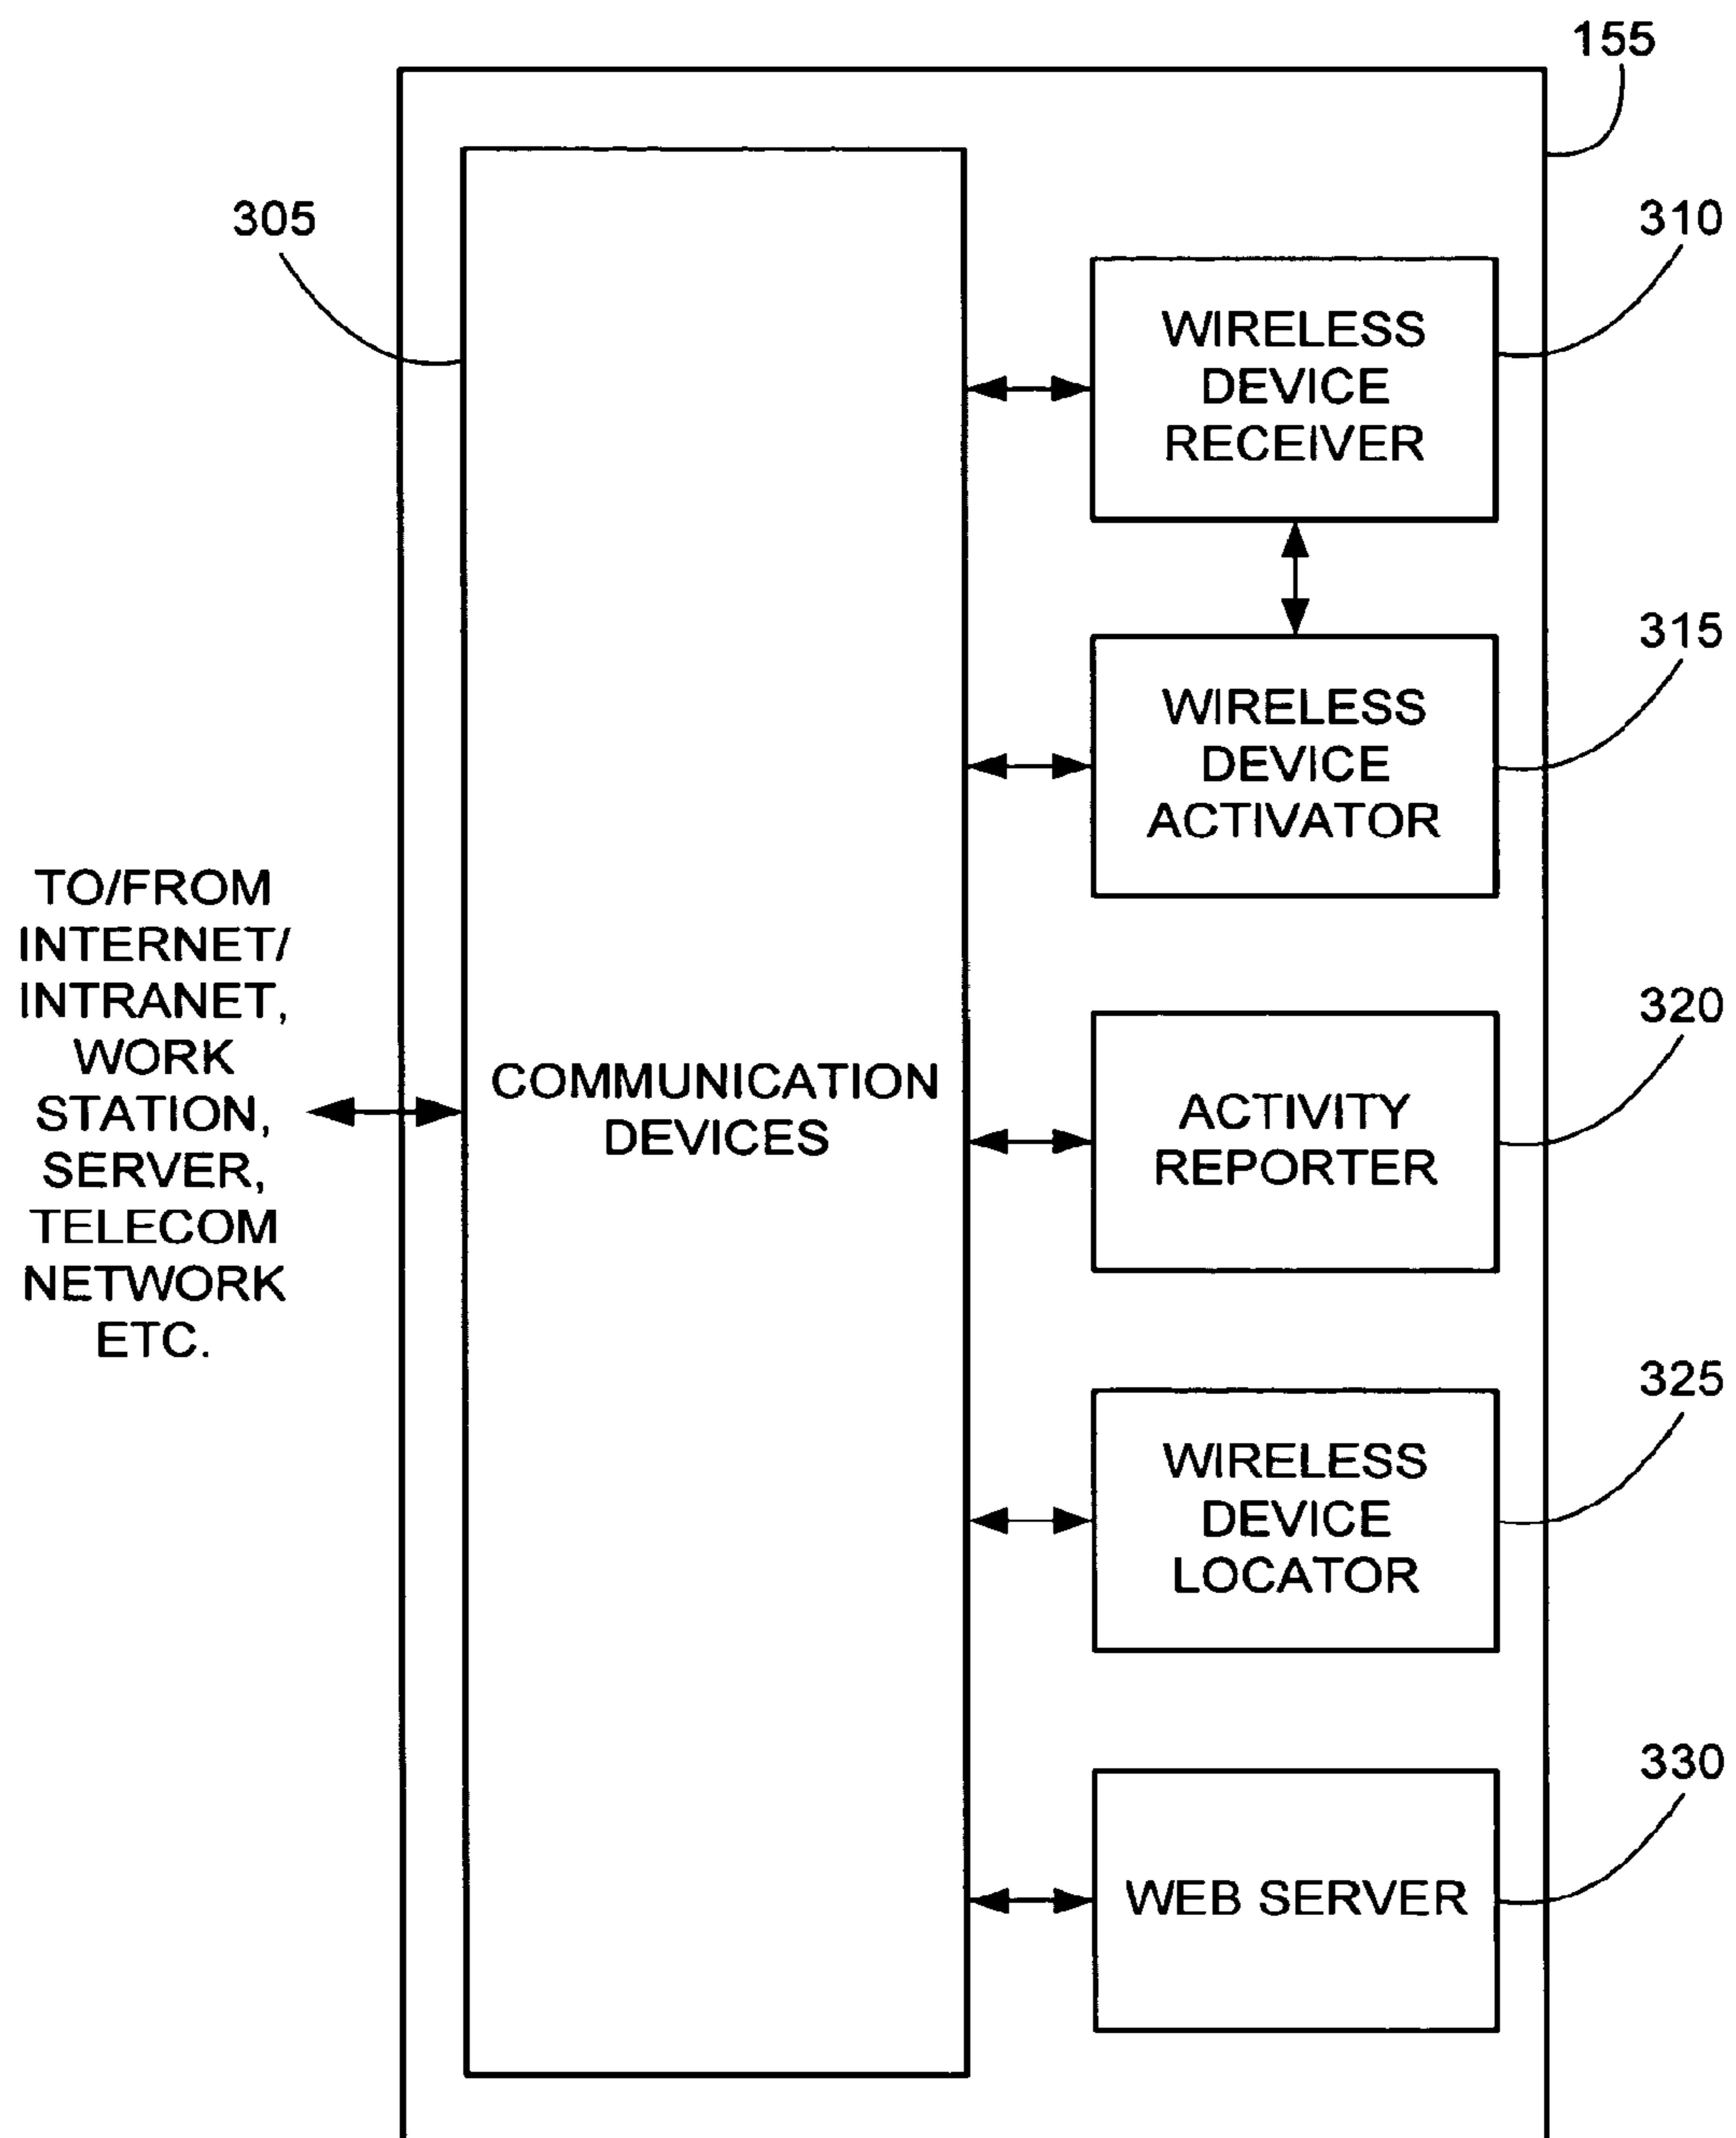 155
305
310
WIRELESS
DEVICE
RECEIVER
315
WIRELESS
DEVICE
ACTIVATOR
TO/FROM
INTERNET/
INTRANET,
WORK
STATION,
SERVER,
TELECOM
NETWORK
ETC.
COMMUNICATION
DEVICES
320
ACTIVITY
REPORTER
325
WIRELESS
DEVICE
LOCATOR
330
WEB SERVER